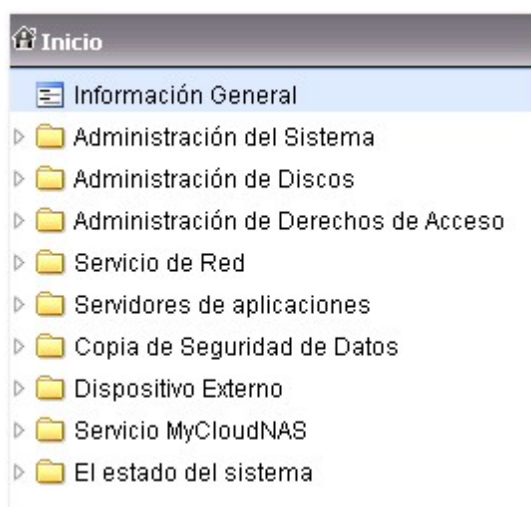 Inicio
Información General
Administración del Sistema
Administración de Discos
Administración de Derechos de Acceso
Servicio de Red
Servidores de aplicaciones
Copia de Seguridad de Datos
Dispositivo Externo
Servicio MyCloudNAS
El estado del sistema